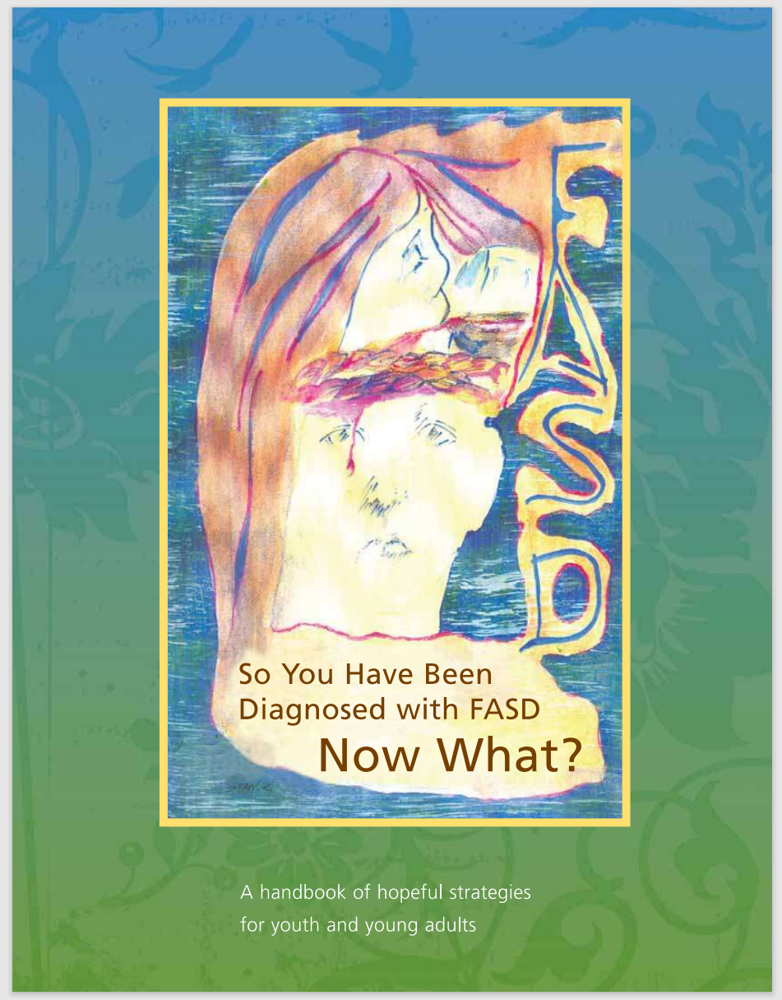 FASD
So You Have Been
Diagnosed with FASD
Now What?
A handbook of hopeful strategies
for youth and young adults